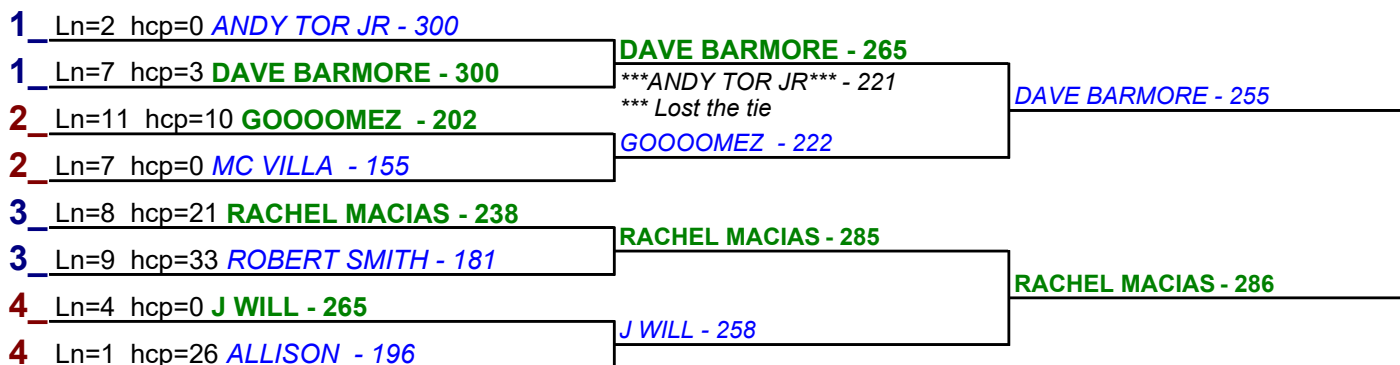 1_ Ln=2 hcp=0 ANDY TOR JR - 300
1_ Ln=7 hcp=3 DAVE BARMORE - 300
2_ Ln=11 hcp=10 GOOOOMEZ - 202
2_ Ln=7 hcp=0 MC VILLA - 155
3_ Ln=8 hcp=21 RACHEL MACIAS - 238
3_ Ln=9 hcp=33 ROBERT SMITH - 181
4_ Ln=4 hcp=0 J WILL - 265
4 Ln=1 hcp=26 ALLISON - 196
DAVE BARMORE - 265
***ANDY TOR JR*** - 221
*** Lost the tie
GOOOOMEZ - 222
RACHEL MACIAS - 285
J WILL - 258
DAVE BARMORE - 255
RACHEL MACIAS - 286